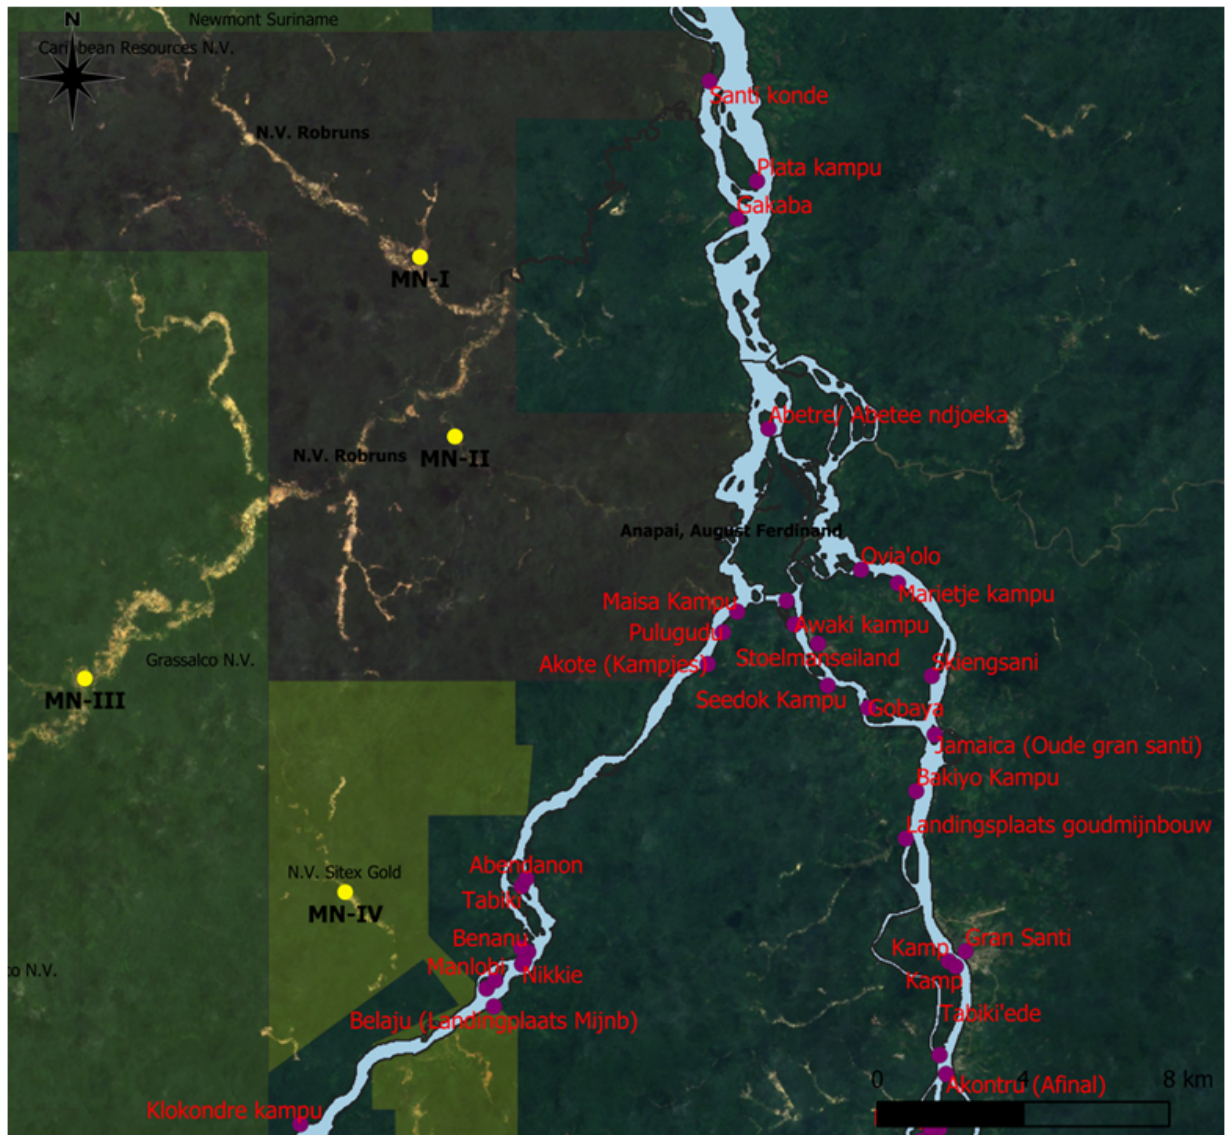 N
Newmont Suriname
Caribbean Resources N.V.
Santi konde
N.V. Robruns
Plata kampu
Gakaba
MN-I
Abetre/ Abetee ndjoeka
N.V. Robruns
MN-II
Anapai, August Ferdinand
Ovia'olo
Marietje kampu
Maisa Kampu
Awaki kampu
Pulugudu
Stoelmanseiland
Akote (Kampjes)
Skiengsani
Grassalco N.V.
MN-III
Seedok Kampu
Gobaya
Jamaica (Oude gran santi)
Bakiyo Kampu
Landingsplaats goudmijnbouw
Abendanon
N.V. Sitex Gold
Tabiki
MN-IV
Benanu
Gran Santi
Kamp
Manlobi
Nikkie
Kamp
co N.V.
Tabiki'ede
Belaju (Landingplaats Mijnb)
0 4 8 km
Akontru (Afinal)
Klokondre kampu